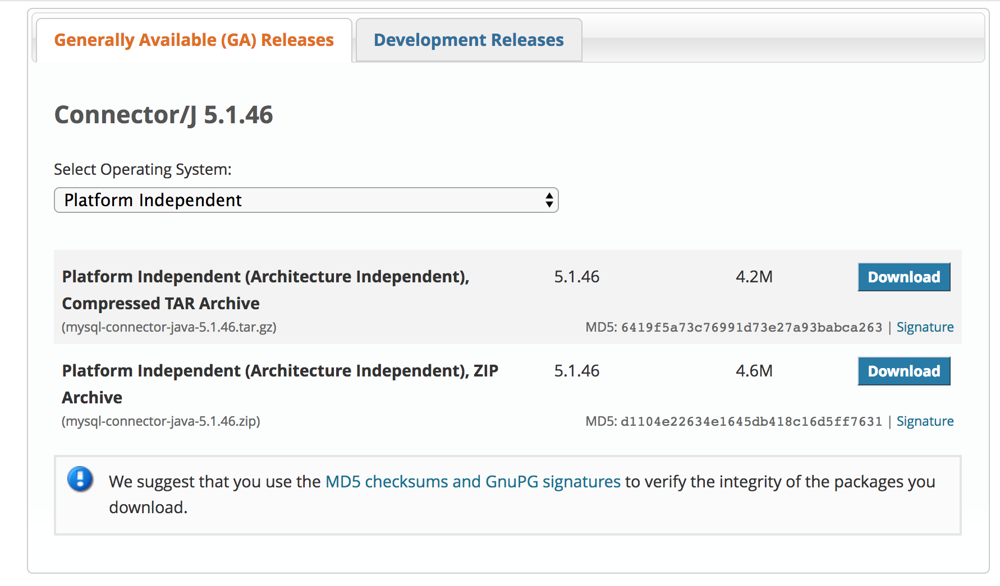 Generally Available (GA) Releases
Development Releases
Connector/J 5.1.46
Select Operating System:
Platform Independent
Platform Independent (Architecture Independent), 5.1.46 4.2M Download
Compressed TAR Archive
(mysql-connector-java-5.1.46.tar.gz) MD5: 6419f5a73c76991d73e27a93babca263 | Signature
Platform Independent (Architecture Independent), ZIP 5.1.46 4.6M Download
Archive
(mysql-connector-java-5.1.46.zip) MD5: d1104e22634e1645db418c16d5ff7631 | Signature
We suggest that you use the MD5 checksums and GnuPG signatures to verify the integrity of the packages you
download.